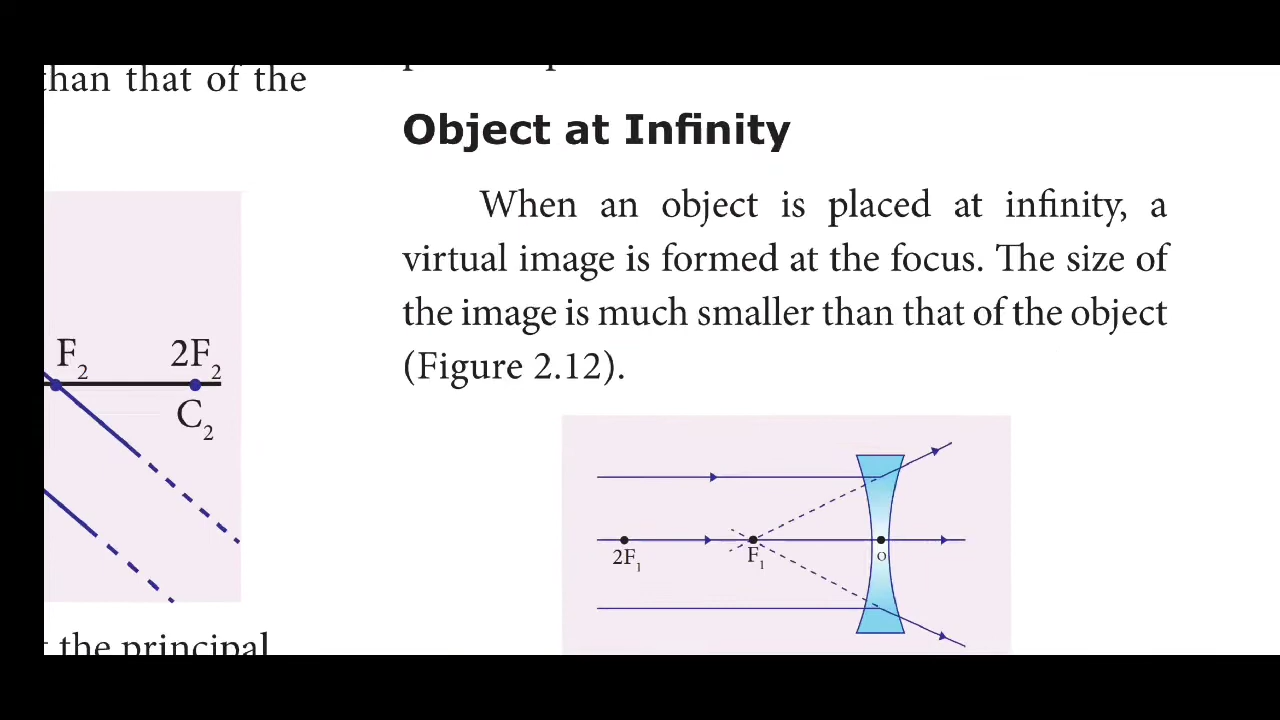 than that of the
F2 2F2
C2
the principal
Object at Infinity
When an object is placed at infinity, a
virtual image is formed at the focus. The size of
the image is much smaller than that of the object
(Figure 2.12).
2F1 F1 O